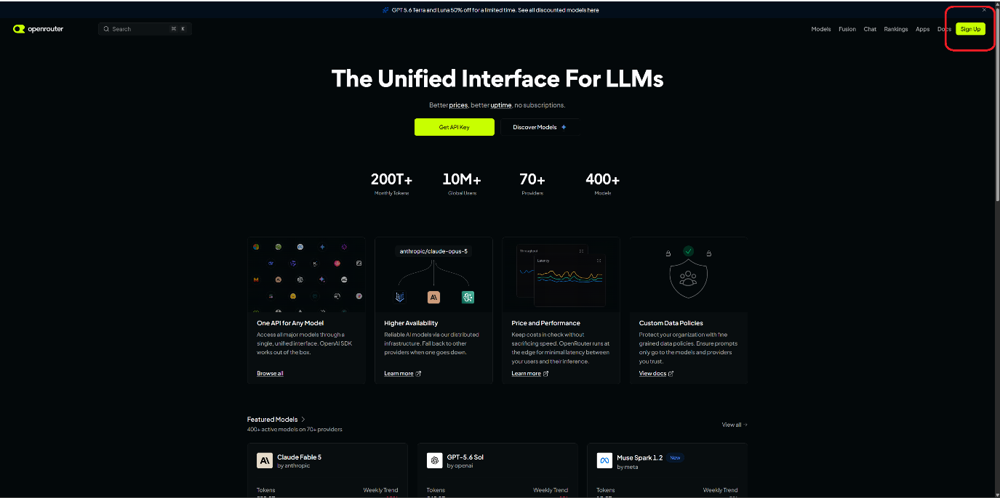 GPT 5.6 Terra and Luna 50% off for a limited time. See all discounted models here
openrouter
Search ⌘ K
Models Fusion Chat Rankings Apps Docs Sign Up
The Unified Interface For LLMs
Better prices, better uptime, no subscriptions.
Get API Key
Discover Models
200T+ 10M+ 70+ 400+
Monthly Tokens Global Users Providers Models
anthropic/claude-opus-5
Throughput
Latency
One API for Any Model
Access all major models through a
single, unified interface. OpenAI SDK
works out of the box.
Browse all
Higher Availability
Reliable AI models via our distributed
infrastructure. Fall back to other
providers when one goes down.
Learn more
Price and Performance
Keep costs in check without
sacrificing speed. OpenRouter runs at
the edge for minimal latency between
your users and their inference.
Learn more
Custom Data Policies
Protect your organization with fine
grained data policies. Ensure prompts
only go to the models and providers
you trust.
View docs
Featured Models
400+ active models on 70+ providers
View all
Claude Fable 5
by anthropic
Tokens Weekly Trend
GPT-5.6 Sol
by openai
Tokens Weekly Trend
Muse Spark 1.2 New
by meta
Tokens Weekly Trend